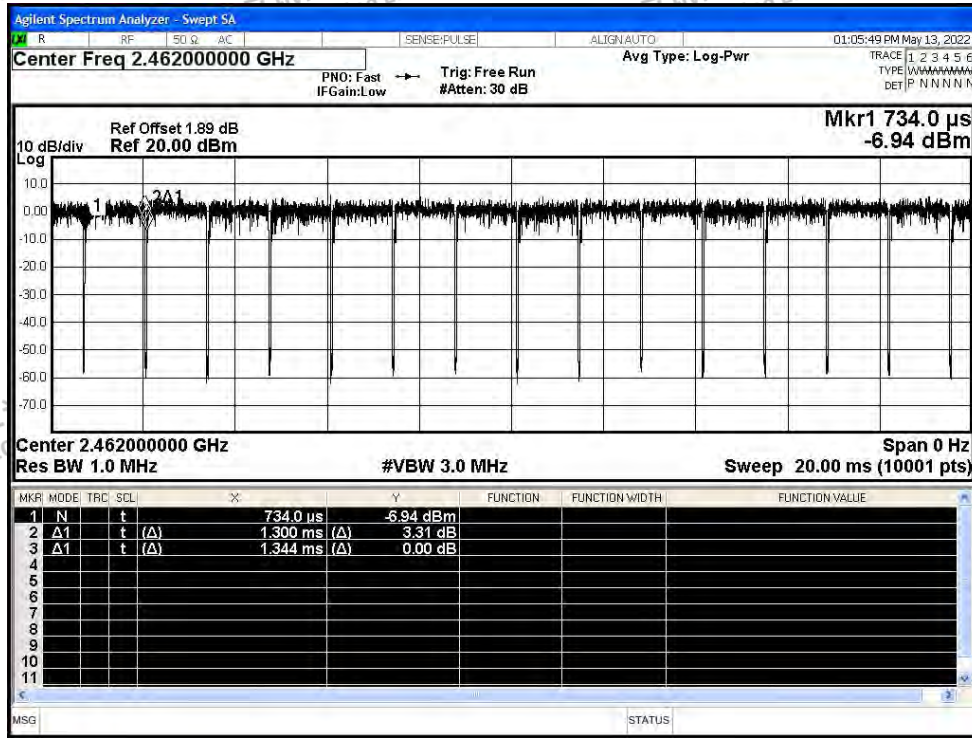 Agilent Spectrum Analyzer - Swept SA
LXI R RF 50 Ω AC SENSE:PULSE ALIGN AUTO 01:05:49 PM May 13, 2022
Center Freq 2.462000000 GHz Avg Type: Log-Pwr TRACE 1 2 3 4 5 6
PNO: Fast Trig: Free Run TYPE WWWWWW
IFGain:Low #Atten: 30 dB DET P N N N N N
Mkr1 734.0 µs
Ref Offset 1.89 dB
10 dB/div Ref 20.00 dBm -6.94 dBm
Log
10.0
1 2Δ1
0.00
-10.0
-20.0
-30.0
-40.0
-50.0
-60.0
-70.0
Center 2.462000000 GHz Span 0 Hz
Res BW 1.0 MHz #VBW 3.0 MHz Sweep 20.00 ms (10001 pts)
MKR MODE TRC SCL X Y FUNCTION FUNCTION WIDTH FUNCTION VALUE
1 N t 734.0 µs -6.94 dBm
2 Δ1 t (Δ) 1.300 ms (Δ) 3.31 dB
3 Δ1 t (Δ) 1.344 ms (Δ) 0.00 dB
4
5
6
7
8
9
10
11
MSG STATUS